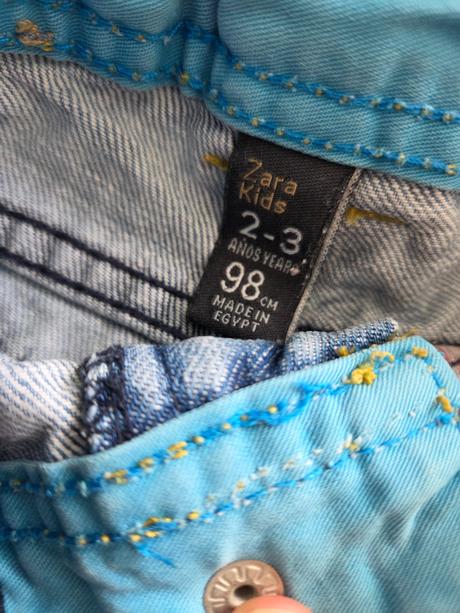 Zara
Kids
2-3
AÑOS YEARS
98 CM
MADE IN
EGYPT